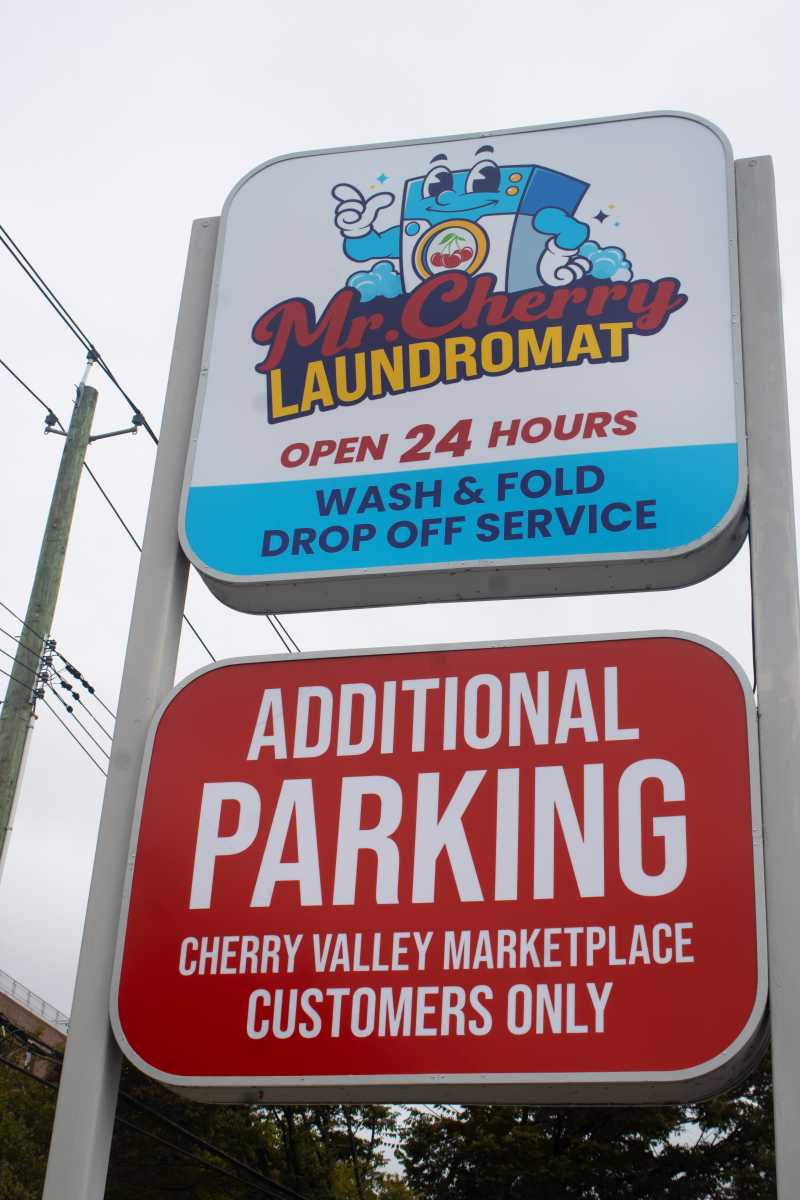 Mr. Cherry
LAUNDROMAT
OPEN 24 HOURS
WASH & FOLD
DROP OFF SERVICE
ADDITIONAL
PARKING
CHERRY VALLEY MARKETPLACE
CUSTOMERS ONLY